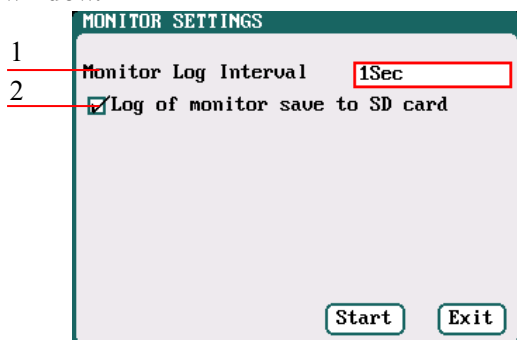 MONITOR SETTINGS
1
Monitor Log Interval 1Sec
2
Log of monitor save to SD card
Start Exit